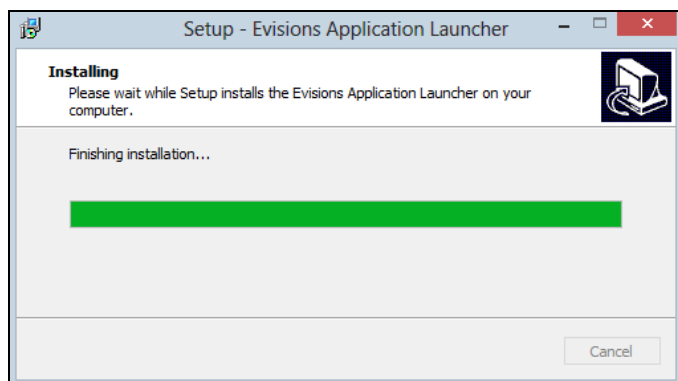 Setup - Evisions Application Launcher
Installing
Please wait while Setup installs the Evisions Application Launcher on your
computer.
Finishing installation...
Cancel